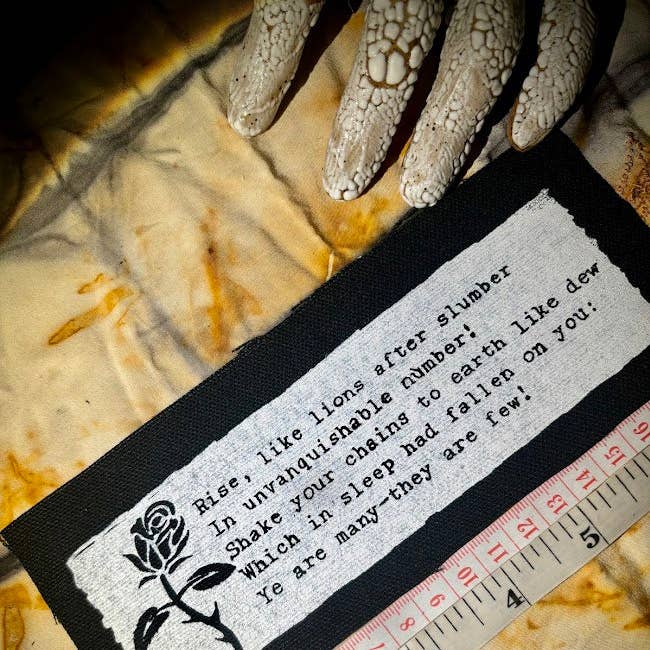 Rise, like lions after slumber
In unvanquishable number!
Shake your chains to earth like dew
Which in sleep had fallen on you:
Ye are many—they are few!
8 9 10 11 12 13 14 15 16
4 5